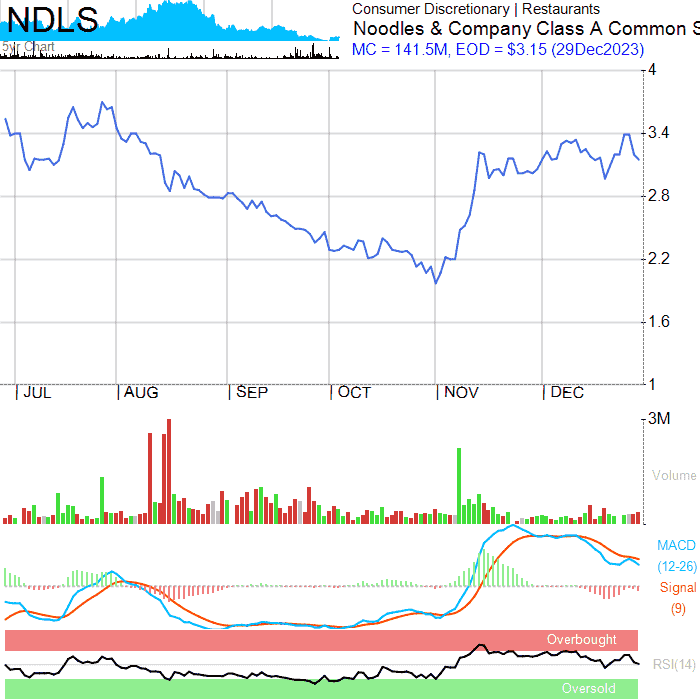 NDLS
5yr Chart
Consumer Discretionary | Restaurants
Noodles & Company Class A Common S
MC = 141.5M, EOD = $3.15 (29Dec2023)
4
3.4
2.8
2.2
1.6
1
JUL AUG SEP OCT NOV DEC
3M
Volume
MACD
(12-26)
Signal
(9)
Overbought
RSI(14)
Oversold